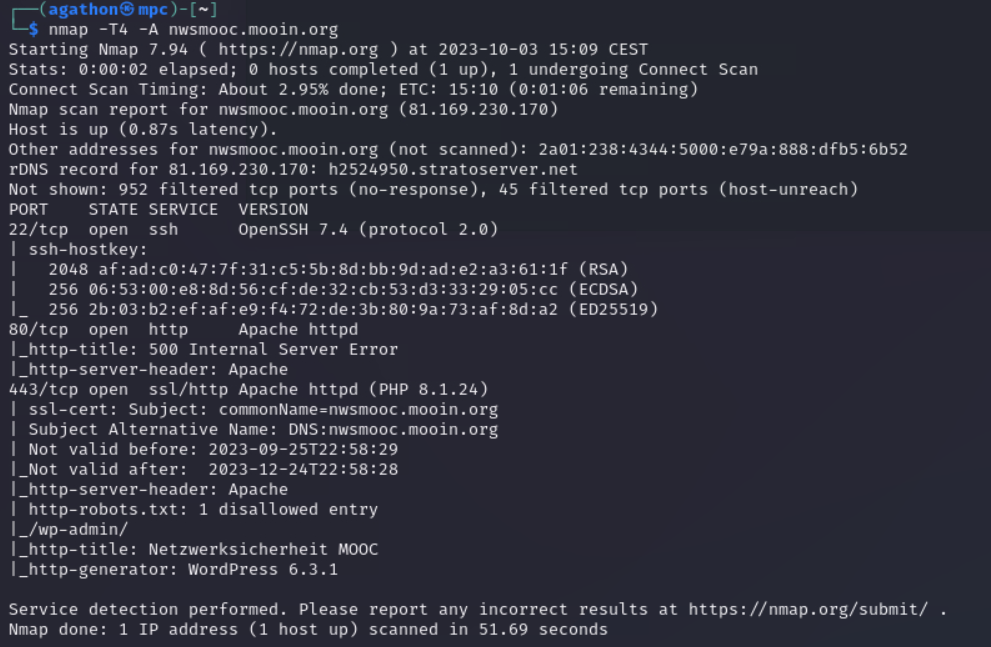 ┌──(agathon㉿mpc)-[~]
└─$ nmap -T4 -A nwsmooc.mooin.org
Starting Nmap 7.94 ( https://nmap.org ) at 2023-10-03 15:09 CEST
Stats: 0:00:02 elapsed; 0 hosts completed (1 up), 1 undergoing Connect Scan
Connect Scan Timing: About 2.95% done; ETC: 15:10 (0:01:06 remaining)
Nmap scan report for nwsmooc.mooin.org (81.169.230.170)
Host is up (0.87s latency).
Other addresses for nwsmooc.mooin.org (not scanned): 2a01:238:4344:5000:e79a:888:dfb5:6b52
rDNS record for 81.169.230.170: h2524950.stratoserver.net
Not shown: 952 filtered tcp ports (no-response), 45 filtered tcp ports (host-unreach)
PORT    STATE SERVICE  VERSION
22/tcp  open  ssh      OpenSSH 7.4 (protocol 2.0)
| ssh-hostkey:
|   2048 af:ad:c0:47:7f:31:c5:5b:8d:bb:9d:ad:e2:a3:61:1f (RSA)
|   256 06:53:00:e8:8d:56:cf:de:32:cb:53:d3:33:29:05:cc (ECDSA)
|_  256 2b:03:b2:ef:af:e9:f4:72:de:3b:80:9a:73:af:8d:a2 (ED25519)
80/tcp  open  http     Apache httpd
|_http-title: 500 Internal Server Error
|_http-server-header: Apache
443/tcp open  ssl/http Apache httpd (PHP 8.1.24)
| ssl-cert: Subject: commonName=nwsmooc.mooin.org
| Subject Alternative Name: DNS:nwsmooc.mooin.org
| Not valid before: 2023-09-25T22:58:29
|_Not valid after:  2023-12-24T22:58:28
|_http-server-header: Apache
| http-robots.txt: 1 disallowed entry
|_/wp-admin/
|_http-title: Netzwerksicherheit MOOC
|_http-generator: WordPress 6.3.1

Service detection performed. Please report any incorrect results at https://nmap.org/submit/ .
Nmap done: 1 IP address (1 host up) scanned in 51.69 seconds